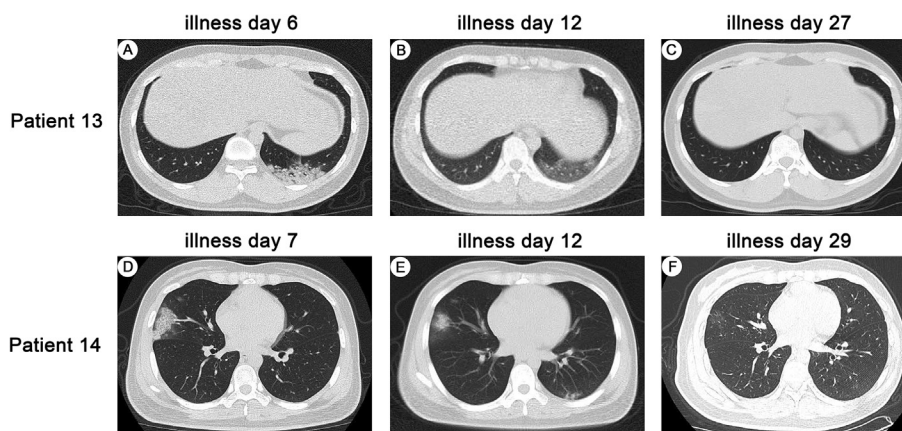 illness day 6 illness day 12 illness day 27
A B C
Patient 13
illness day 7 illness day 12 illness day 29
D E F
Patient 14